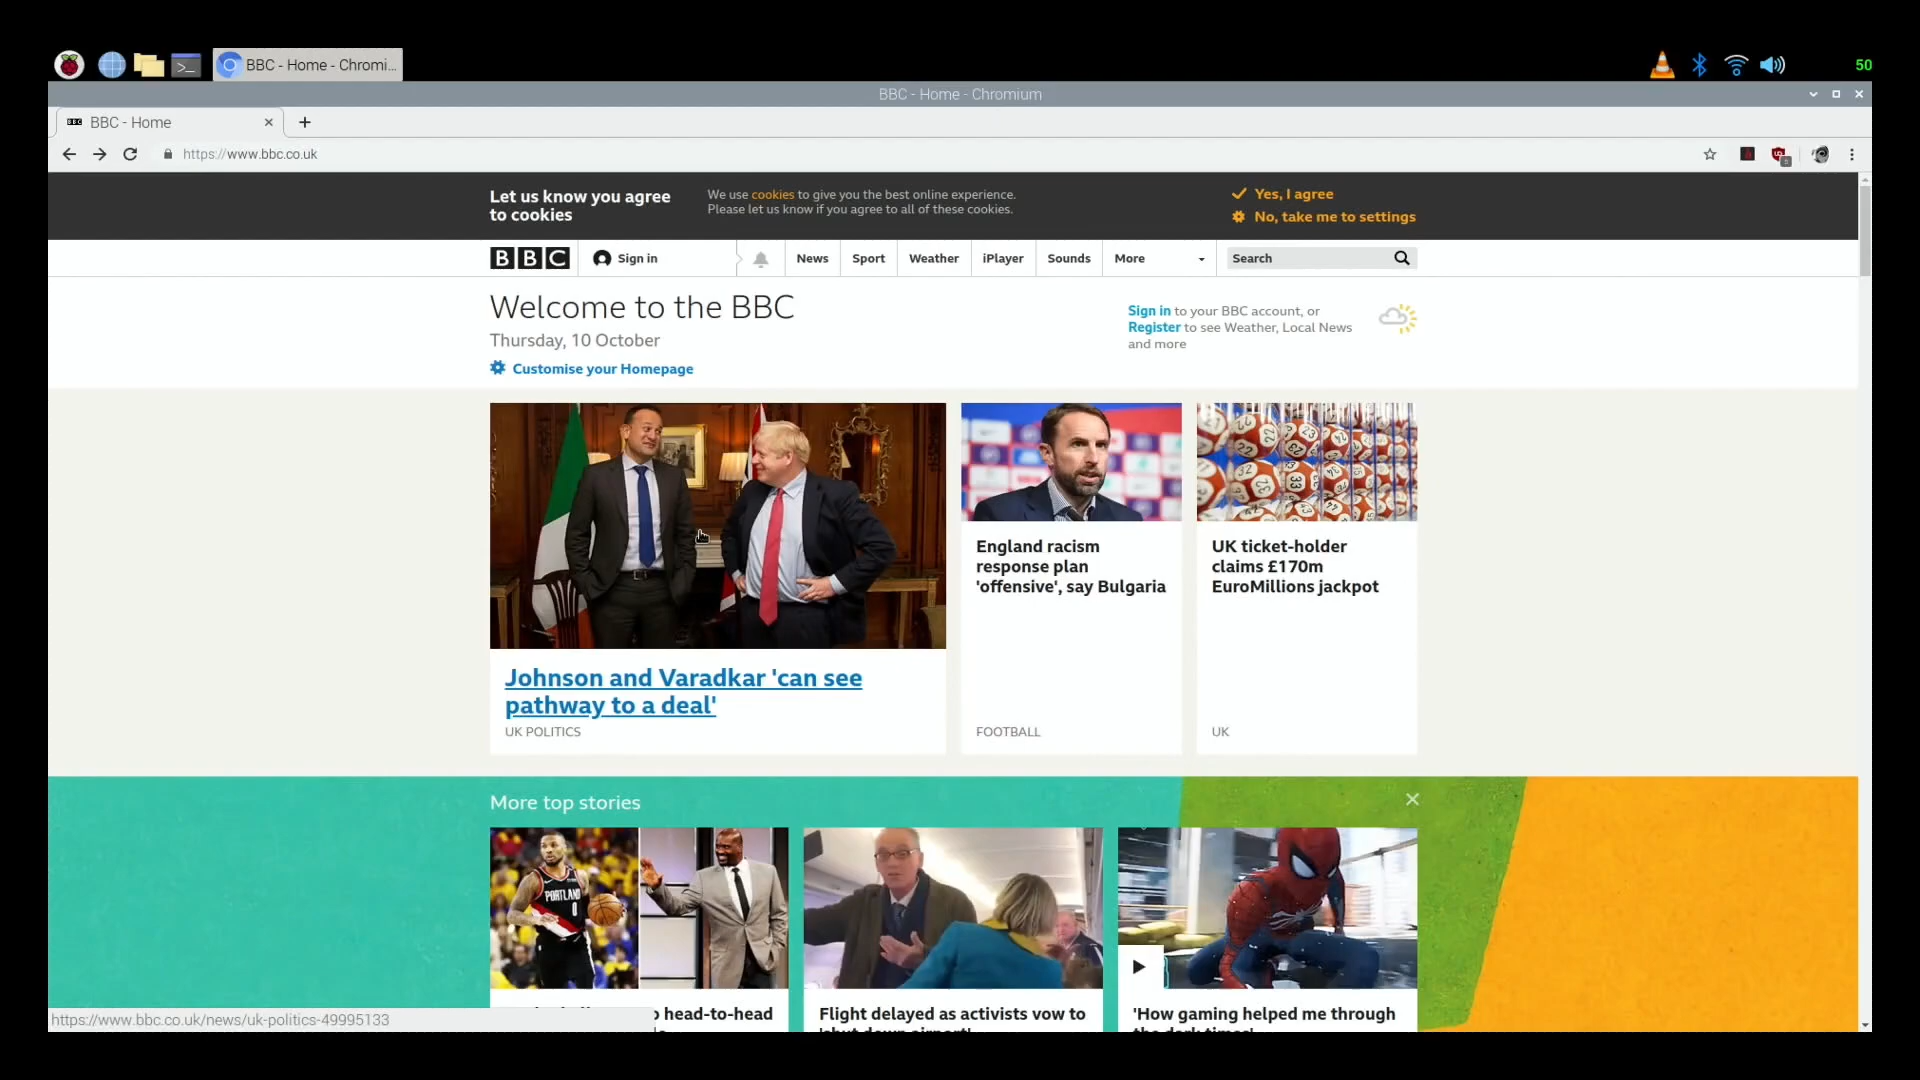 BBC - Home - Chromi...
50
BBC - Home - Chromium
BBC - Home
https://www.bbc.co.uk
Let us know you agree
to cookies
We use cookies to give you the best online experience.
Please let us know if you agree to all of these cookies.
Yes, I agree
No, take me to settings
BBC
Sign in
News
Sport
Weather
iPlayer
Sounds
More
Search
Welcome to the BBC
Thursday, 10 October
Customise your Homepage
Sign in to your BBC account, or
Register to see Weather, Local News
and more
Johnson and Varadkar 'can see
pathway to a deal'
UK POLITICS
England racism
response plan
'offensive', say Bulgaria
FOOTBALL
UK ticket-holder
claims £170m
EuroMillions jackpot
UK
More top stories
PORTLAND
0
head-to-head
Flight delayed as activists vow to
'shut down airport'
'How gaming helped me through
the dark times'
https://www.bbc.co.uk/news/uk-politics-49995133